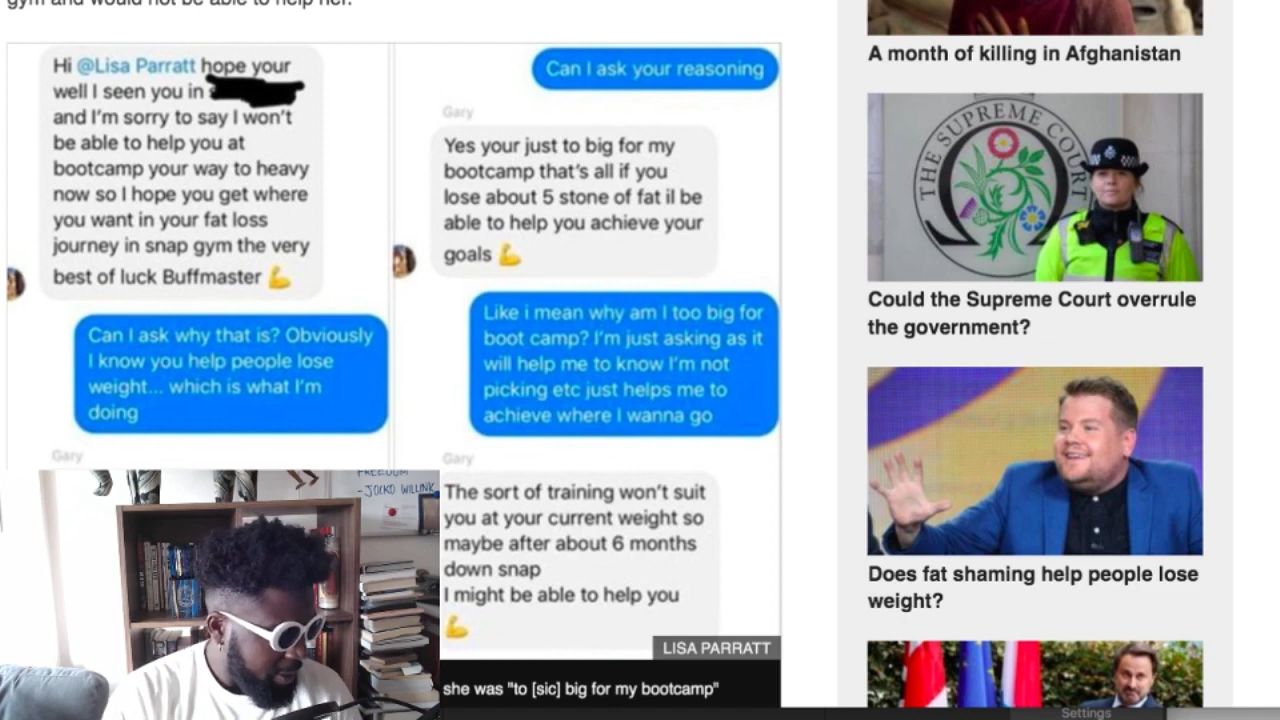 gym and would not be able to help her.
Hi @Lisa Parratt hope your
well I seen you in
and I'm sorry to say I won't
be able to help you at
bootcamp your way to heavy
now so I hope you get where
you want in your fat loss
journey in snap gym the very
best of luck Buffmaster 💪
Can I ask why that is? Obviously
I know you help people lose
weight... which is what I'm
doing
Gary
Can I ask your reasoning
Gary
Yes your just to big for my
bootcamp that's all if you
lose about 5 stone of fat il be
able to help you achieve your
goals 💪
Like i mean why am I too big for
boot camp? I'm just asking as it
will help me to know I'm not
picking etc just helps me to
achieve where I wanna go
Gary
The sort of training won't suit
you at your current weight so
maybe after about 6 months
down snap
I might be able to help you
💪
LISA PARRATT
she was "to [sic] big for my bootcamp"
FREEDOM
-JOCKO WILLINK
A month of killing in Afghanistan
THE SUPREME COURT
Could the Supreme Court overrule
the government?
Does fat shaming help people lose
weight?
Settings